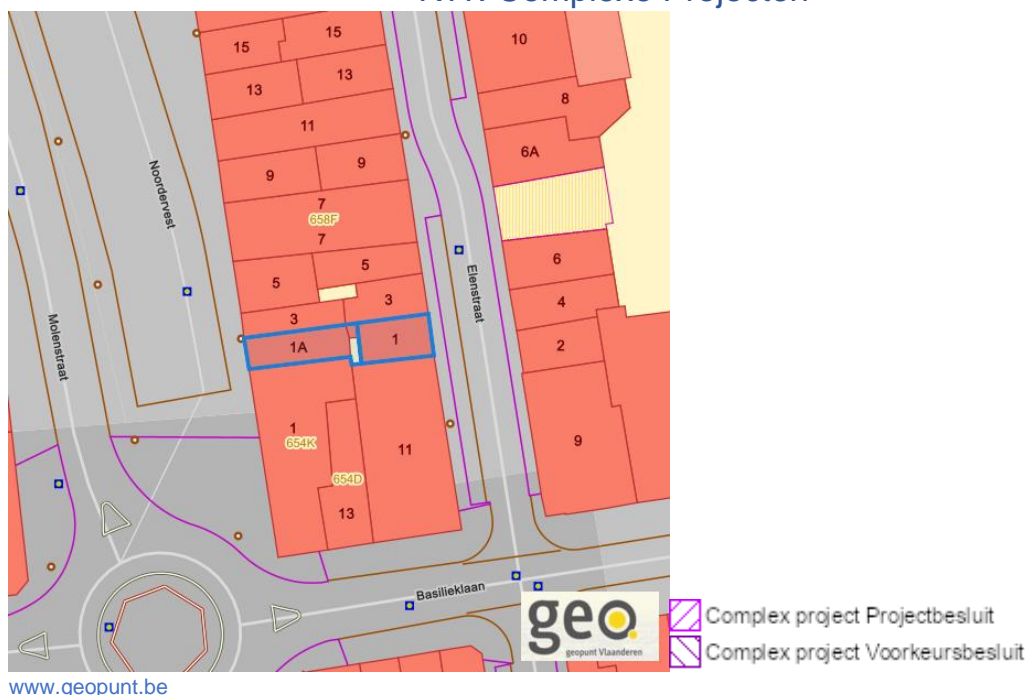 N.A. Complexe Projecten
15
15
10
13
13
8
11
6A
9
9
Noordervest
7
658F
7
Elenstraat
5
5
6
3
3
4
1A
1
2
Molenstraat
1
654K
11
9
654D
13
Basilieklaan
geo
geopunt Vlaanderen
Complex project Projectbesluit
Complex project Voorkeursbesluit
www.geopunt.be